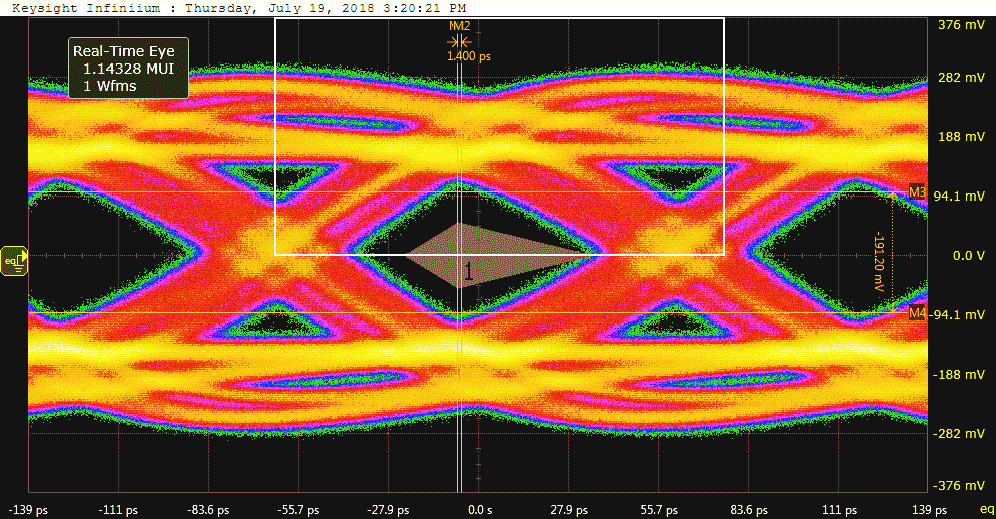 Keysight Infiniium : Thursday, July 19, 2018 3:20:21 PM
Real-Time Eye
1.14328 MUI
1 Wfms
M2
1.400 ps
376 mV
282 mV
188 mV
M3
94.1 mV
eq
0.0 V
-191.20 mV
1
M4
-94.1 mV
-188 mV
-282 mV
-376 mV
-139 ps
-111 ps
-83.6 ps
-55.7 ps
-27.9 ps
0.0 s
27.9 ps
55.7 ps
83.6 ps
111 ps
139 ps
eq